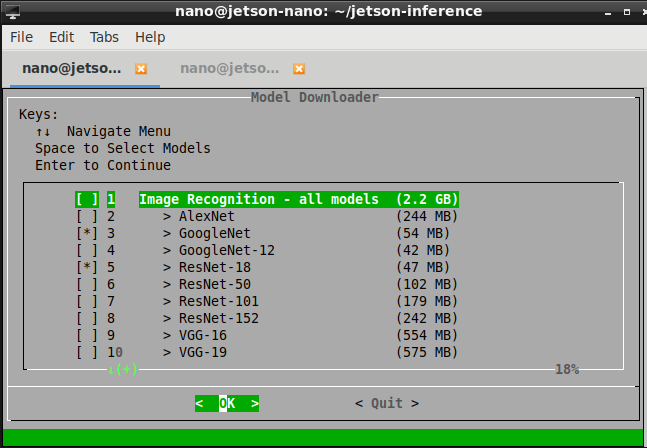 nano@jetson-nano: ~/jetson-inference
File Edit Tabs Help
nano@jetso... nano@jetso...
Model Downloader
Keys:
↑↓ Navigate Menu
Space to Select Models
Enter to Continue
[ ] 1 Image Recognition - all models (2.2 GB)
[ ] 2 > AlexNet (244 MB)
[*] 3 > GoogleNet (54 MB)
[ ] 4 > GoogleNet-12 (42 MB)
[*] 5 > ResNet-18 (47 MB)
[ ] 6 > ResNet-50 (102 MB)
[ ] 7 > ResNet-101 (179 MB)
[ ] 8 > ResNet-152 (242 MB)
[ ] 9 > VGG-16 (554 MB)
[ ] 10 > VGG-19 (575 MB)
↓(+) 18%
< OK > < Quit >